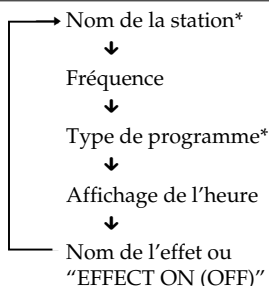 Nom de la station*
Fréquence
Type de programme*
Affichage de l’heure
Nom de l’effet ou
“EFFECT ON (OFF)”